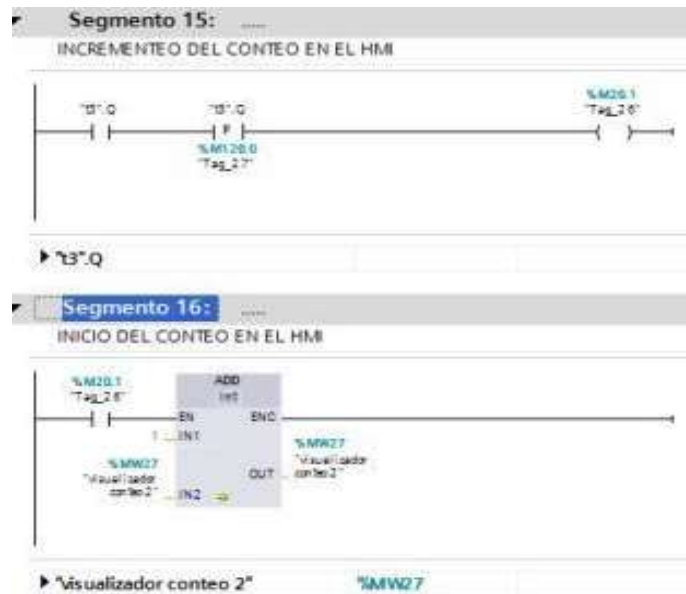 Segmento 15: .....
INCREMENTEO DEL CONTEO EN EL HMI
"t3".Q "t3".Q %M20.1
"Tag_26"
P
%M120.0
"Tag_27"
"t3".Q
Segmento 16: .....
INICIO DEL CONTEO EN EL HMI
%M20.1 ADD
"Tag_26" Int
EN ENO
1 IN1
%MW27 %MW27
"visualizador "visualizador
conteo 2" OUT conteo 2"
IN2
"visualizador conteo 2" %MW27